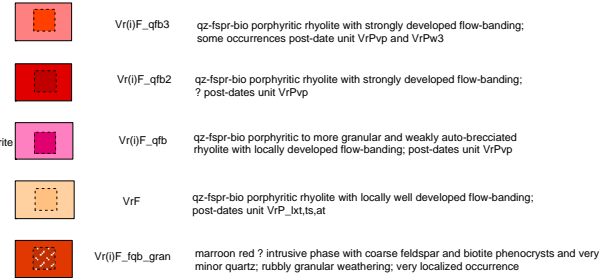 Vr(i)F_qfb3
qz-fspr-bio porphyritic rhyolite with strongly developed flow-banding;
some occurrences post-date unit VrPvp and VrPw3
Vr(i)F_qfb2
qz-fspr-bio porphyritic rhyolite with strongly developed flow-banding;
? post-dates unit VrPvp
rite
Vr(i)F_qfb
qz-fspr-bio porphyritic to more granular and weakly auto-brecciated
rhyolite with locally developed flow-banding; post-dates unit VrPvp
VrF
qz-fspr-bio porphyritic rhyolite with locally well developed flow-banding;
post-dates unit VrP_lxt,ts,at
Vr(i)F_fqb_gran
marroon red ? intrusive phase with coarse feldspar and biotite phenocrysts and very
minor quartz; rubbly granular weathering; very localized occurrence